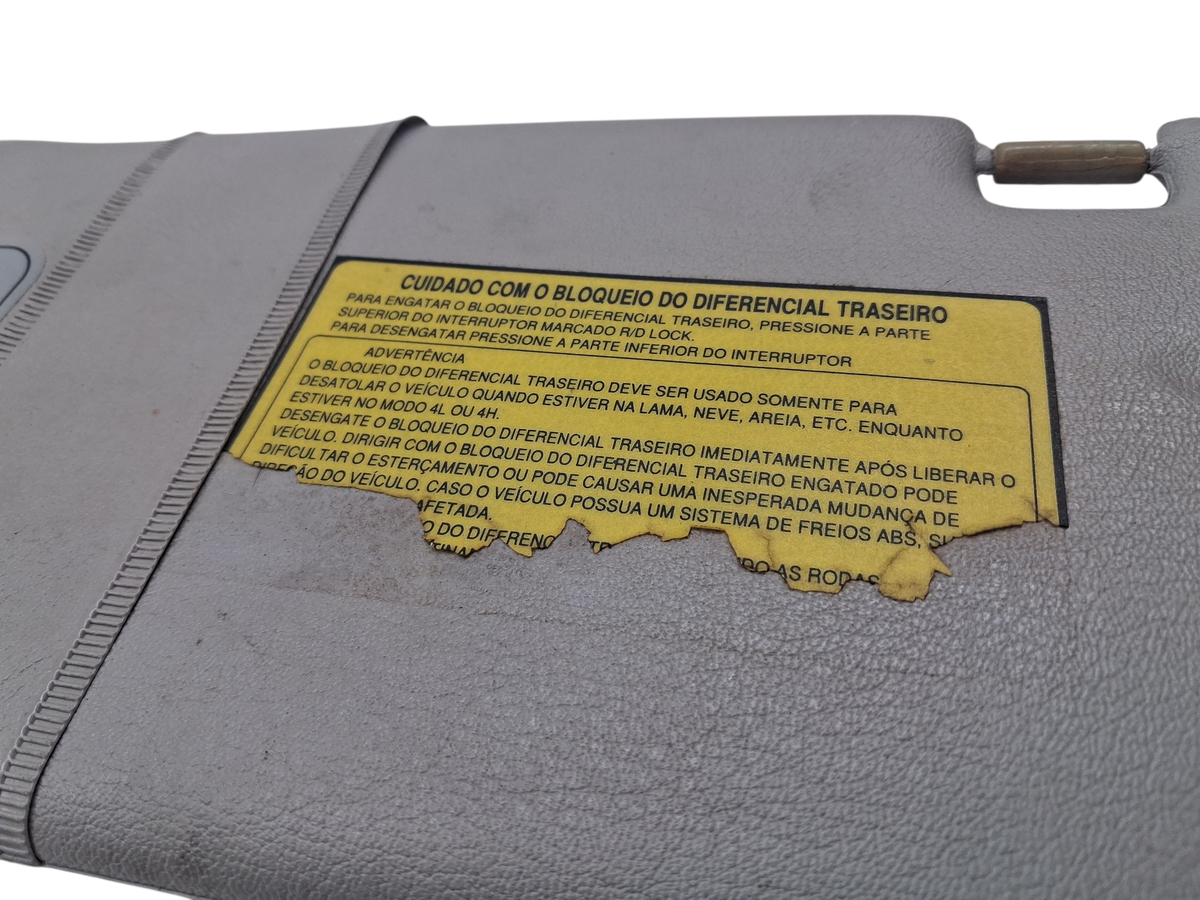 CUIDADO COM O BLOQUEIO DO DIFERENCIAL TRASEIRO
PARA ENGATAR O BLOQUEIO DO DIFERENCIAL TRASEIRO, PRESSIONE A PARTE
SUPERIOR DO INTERRUPTOR MARCADO R/D LOCK.
PARA DESENGATAR PRESSIONE A PARTE INFERIOR DO INTERRUPTOR
ADVERTÊNCIA
O BLOQUEIO DO DIFERENCIAL TRASEIRO DEVE SER USADO SOMENTE PARA
DESATOLAR O VEÍCULO QUANDO ESTIVER NA LAMA, NEVE, AREIA, ETC. ENQUANTO
ESTIVER NO MODO 4L OU 4H.
DESENGATE O BLOQUEIO DO DIFERENCIAL TRASEIRO IMEDIATAMENTE APÓS LIBERAR O
VEÍCULO. DIRIGIR COM O BLOQUEIO DO DIFERENCIAL TRASEIRO ENGATADO PODE
DIFICULTAR O ESTERÇAMENTO OU PODE CAUSAR UMA INESPERADA MUDANÇA DE
DIREÇÃO DO VEÍCULO. CASO O VEÍCULO POSSUA UM SISTEMA DE FREIOS ABS,
AFETADA.
DO DIFERENC
AS RODAS